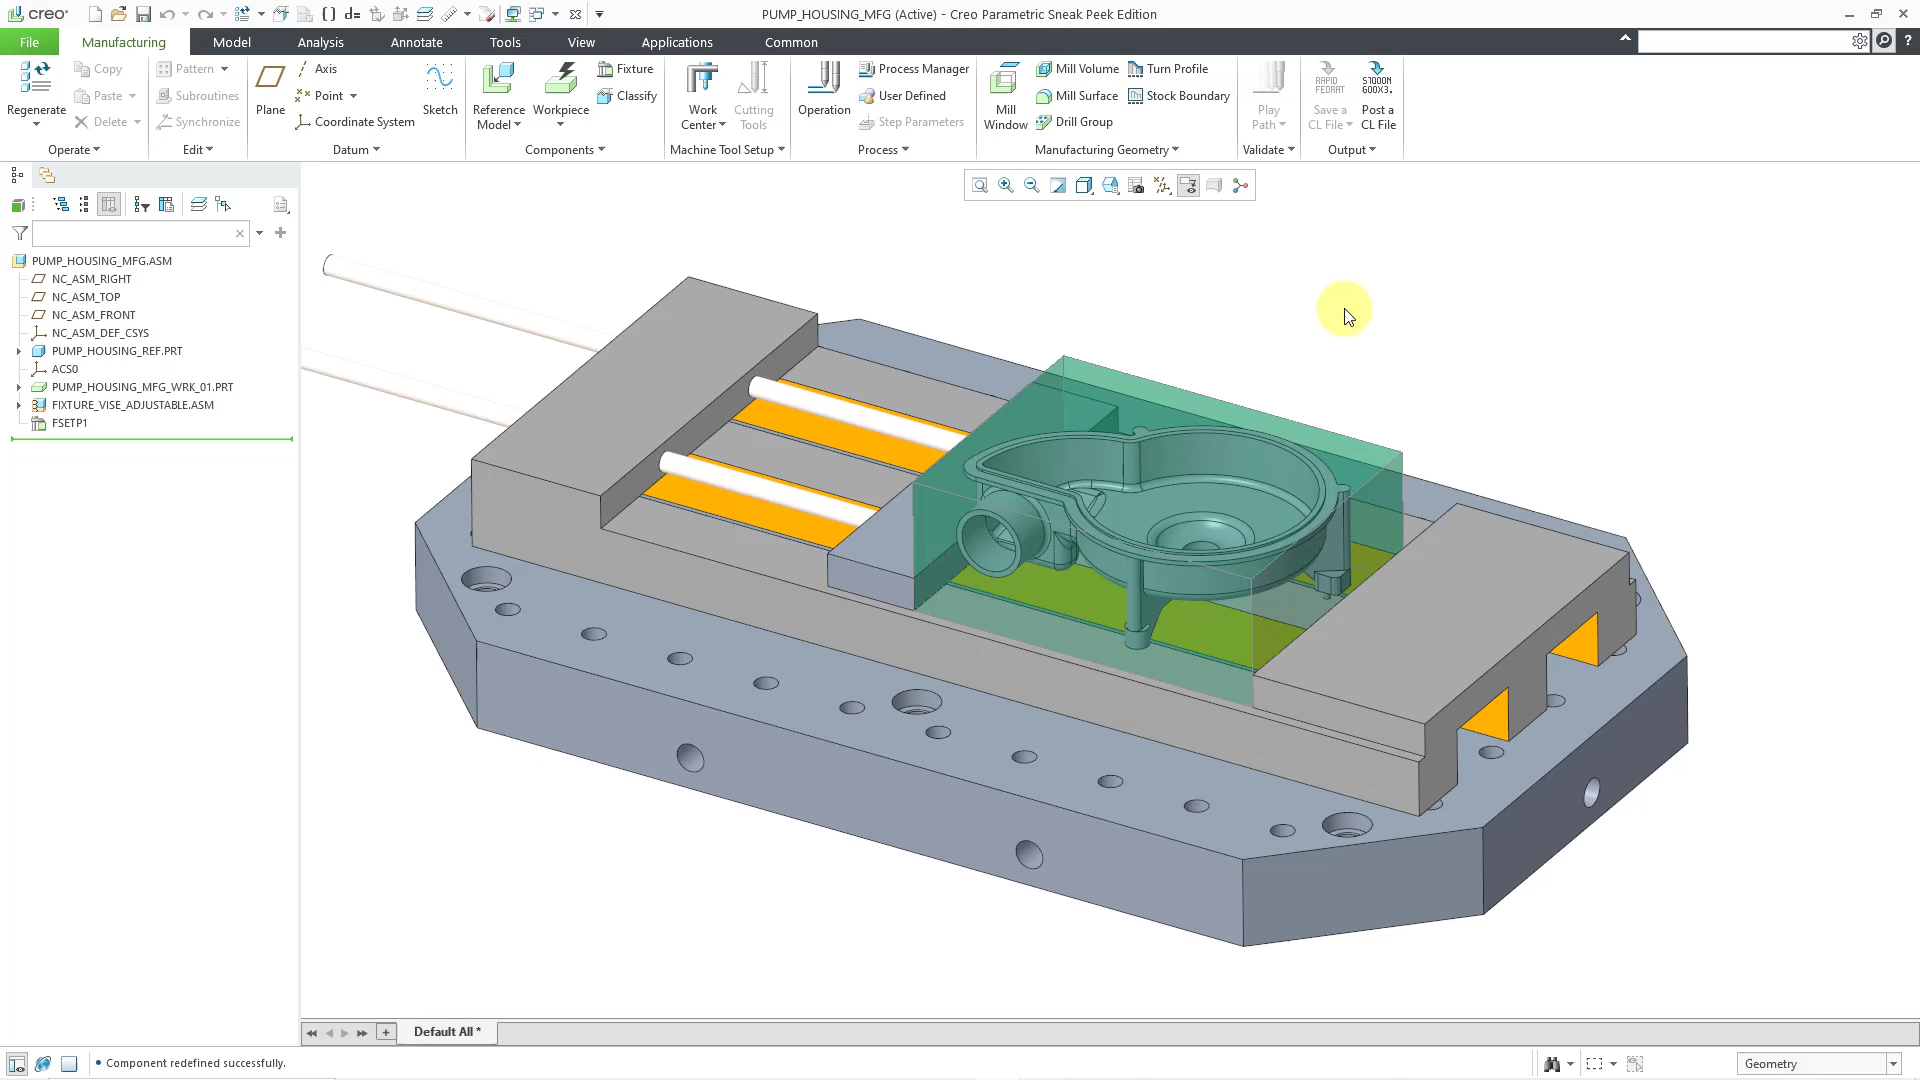 creo
PUMP_HOUSING_MFG (Active) - Creo Parametric Sneak Peek Edition
File Manufacturing Model Analysis Annotate Tools View Applications Common
Regenerate
Copy
Paste
Delete
Operate
Pattern
Subroutines
Synchronize
Edit
Plane
Axis
Point
Coordinate System
Sketch
Datum
Reference
Model
Workpiece
Fixture
Classify
Components
Work
Center
Cutting
Tools
Machine Tool Setup
Operation
Process Manager
User Defined
Step Parameters
Process
Mill
Window
Mill Volume
Mill Surface
Drill Group
Turn Profile
Stock Boundary
Manufacturing Geometry
Play
Path
Validate
RAPID
FEDRAT
Save a
CL File
Post a
CL File
Output
PUMP_HOUSING_MFG.ASM
NC_ASM_RIGHT
NC_ASM_TOP
NC_ASM_FRONT
NC_ASM_DEF_CSYS
PUMP_HOUSING_REF.PRT
ACS0
PUMP_HOUSING_MFG_WRK_01.PRT
FIXTURE_VISE_ADJUSTABLE.ASM
FSETP1
Default All *
Component redefined successfully.
Geometry